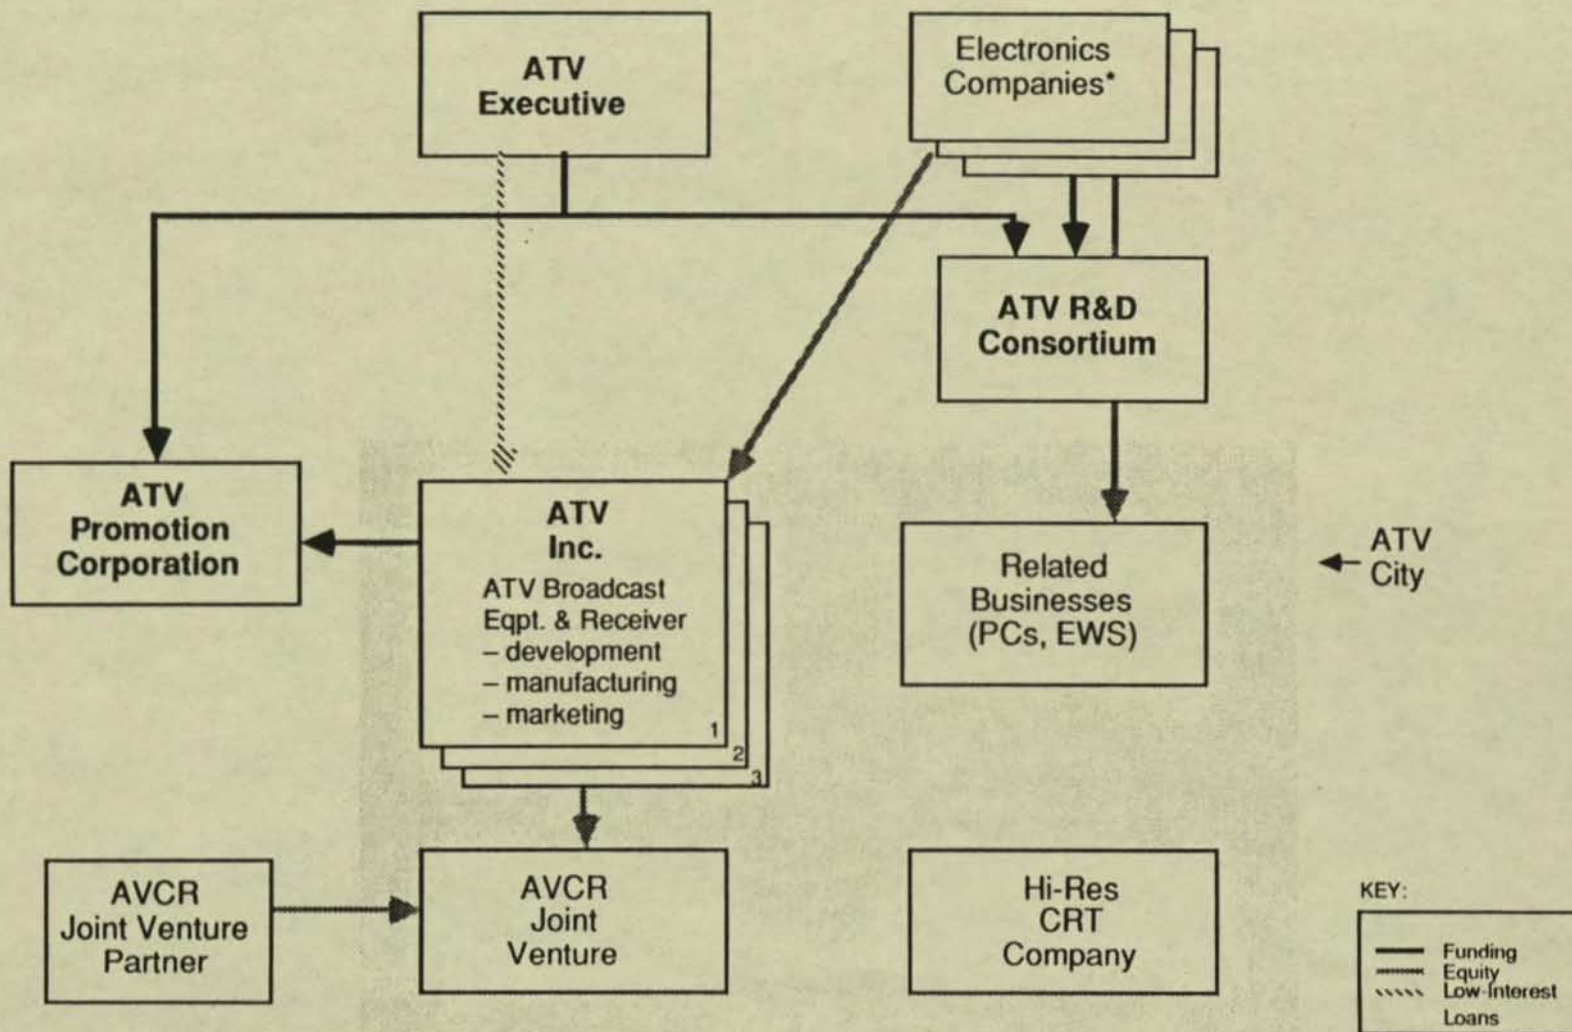 ATV
Executive
Electronics
Companies*
ATV R&D
Consortium
ATV
Promotion
Corporation
ATV
Inc.
ATV Broadcast
Eqpt. & Receiver
– development
– manufacturing
– marketing
1
2
3
Related
Businesses
(PCs, EWS)
ATV
City
AVCR
Joint Venture
Partner
AVCR
Joint
Venture
Hi-Res
CRT
Company
KEY:
Funding
Equity
Low-Interest
Loans